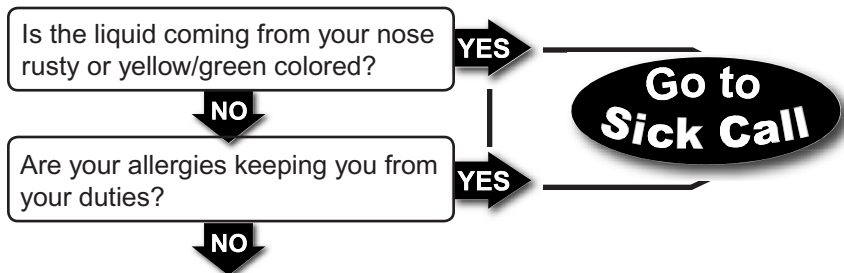 Is the liquid coming from your nose
rusty or yellow/green colored?
YES
Go to
Sick Call
NO
Are your allergies keeping you from
your duties?
YES
NO